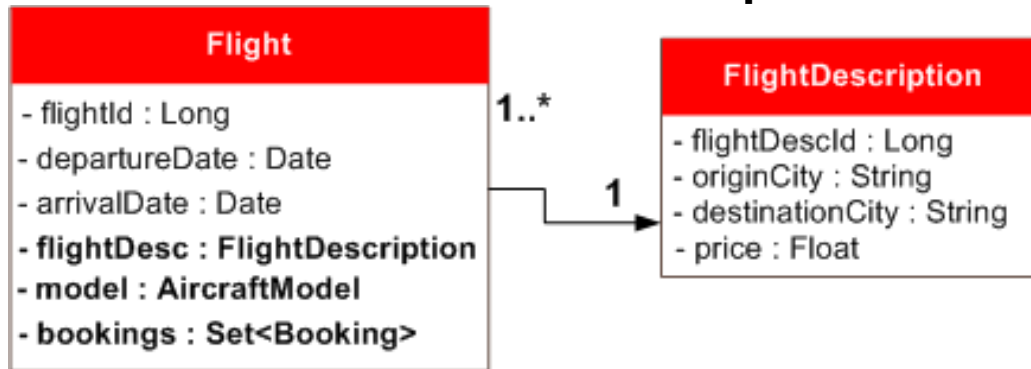 Flight
- flightId : Long
- departureDate : Date
- arrivalDate : Date
- flightDesc : FlightDescription
- model : AircraftModel
- bookings : Set<Booking>
1..*
1
FlightDescription
- flightDescId : Long
- originCity : String
- destinationCity : String
- price : Float